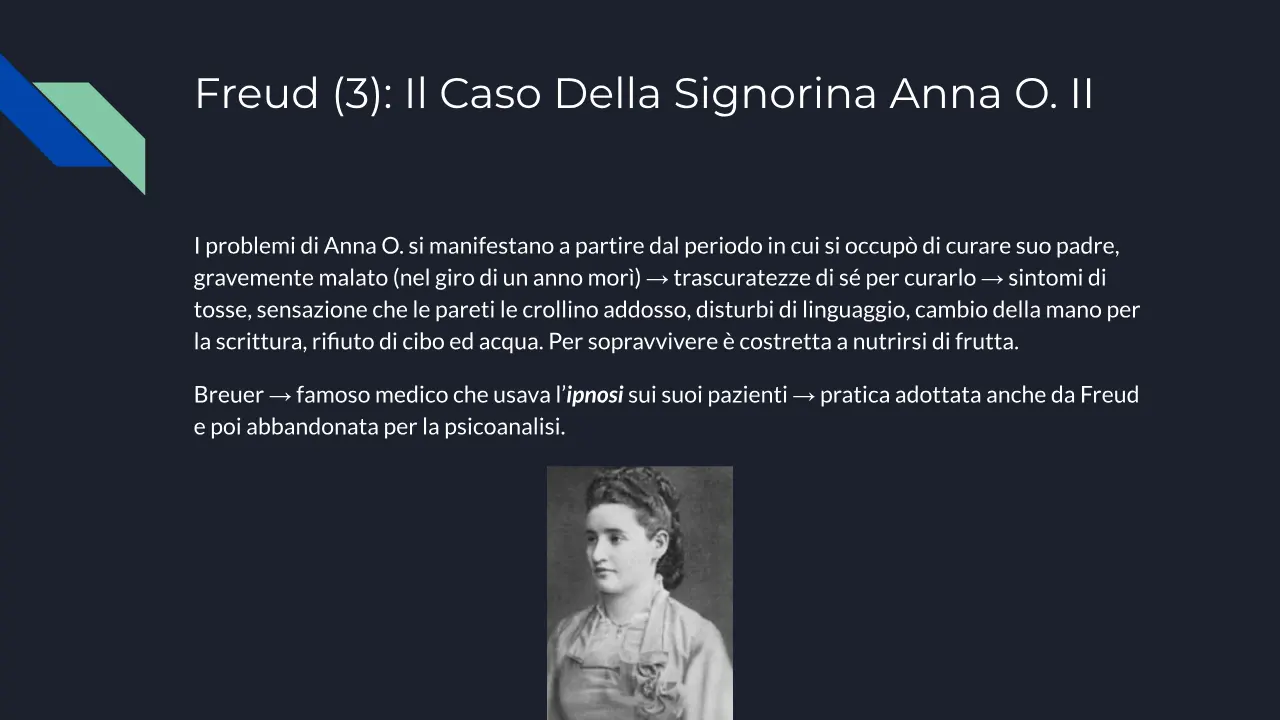 Freud (3): Il Caso Della Signorina Anna O. II
I problemi di Anna O. si manifestano a partire dal periodo in cui si occupò di curare suo padre,
gravemente malato (nel giro di un anno morì) → trascuratezze di sé per curarlo → sintomi di
tosse, sensazione che le pareti le crollino addosso, disturbi di linguaggio, cambio della mano per
la scrittura, rifiuto di cibo ed acqua. Per sopravvivere è costretta a nutrirsi di frutta.
Breuer → famoso medico che usava l’ipnosi sui suoi pazienti → pratica adottata anche da Freud
e poi abbandonata per la psicoanalisi.